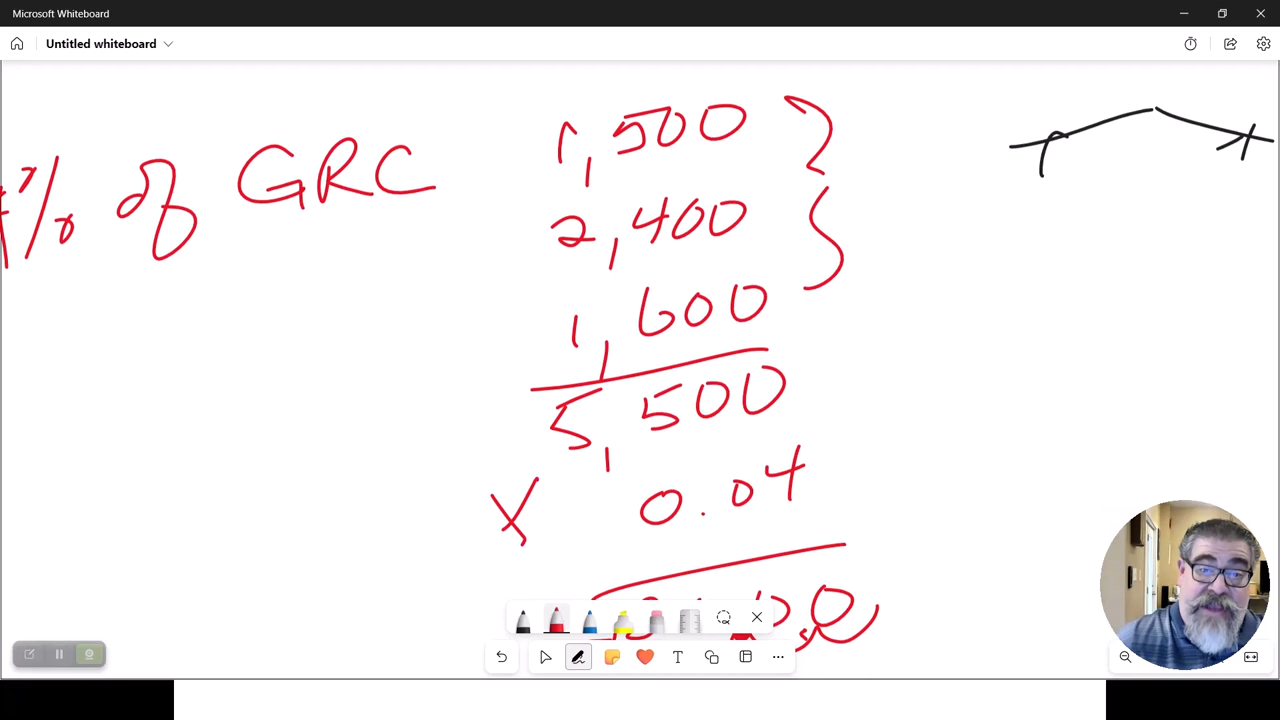 Microsoft Whiteboard
Untitled whiteboard
% of GRC
1,500
2,400
1,600
5,500
X 0.04